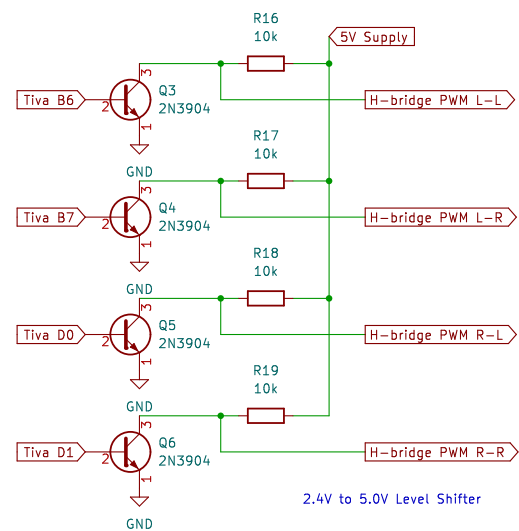 R16
10k
5V Supply
3
Q3
2N3904
Tiva B6
2
H-bridge PWM L-L
1
R17
10k
GND
3
Q4
2N3904
Tiva B7
2
H-bridge PWM L-R
1
R18
10k
GND
3
Q5
2N3904
Tiva D0
2
H-bridge PWM R-L
1
R19
10k
GND
3
Q6
2N3904
Tiva D1
2
H-bridge PWM R-R
1
2.4V to 5.0V Level Shifter
GND